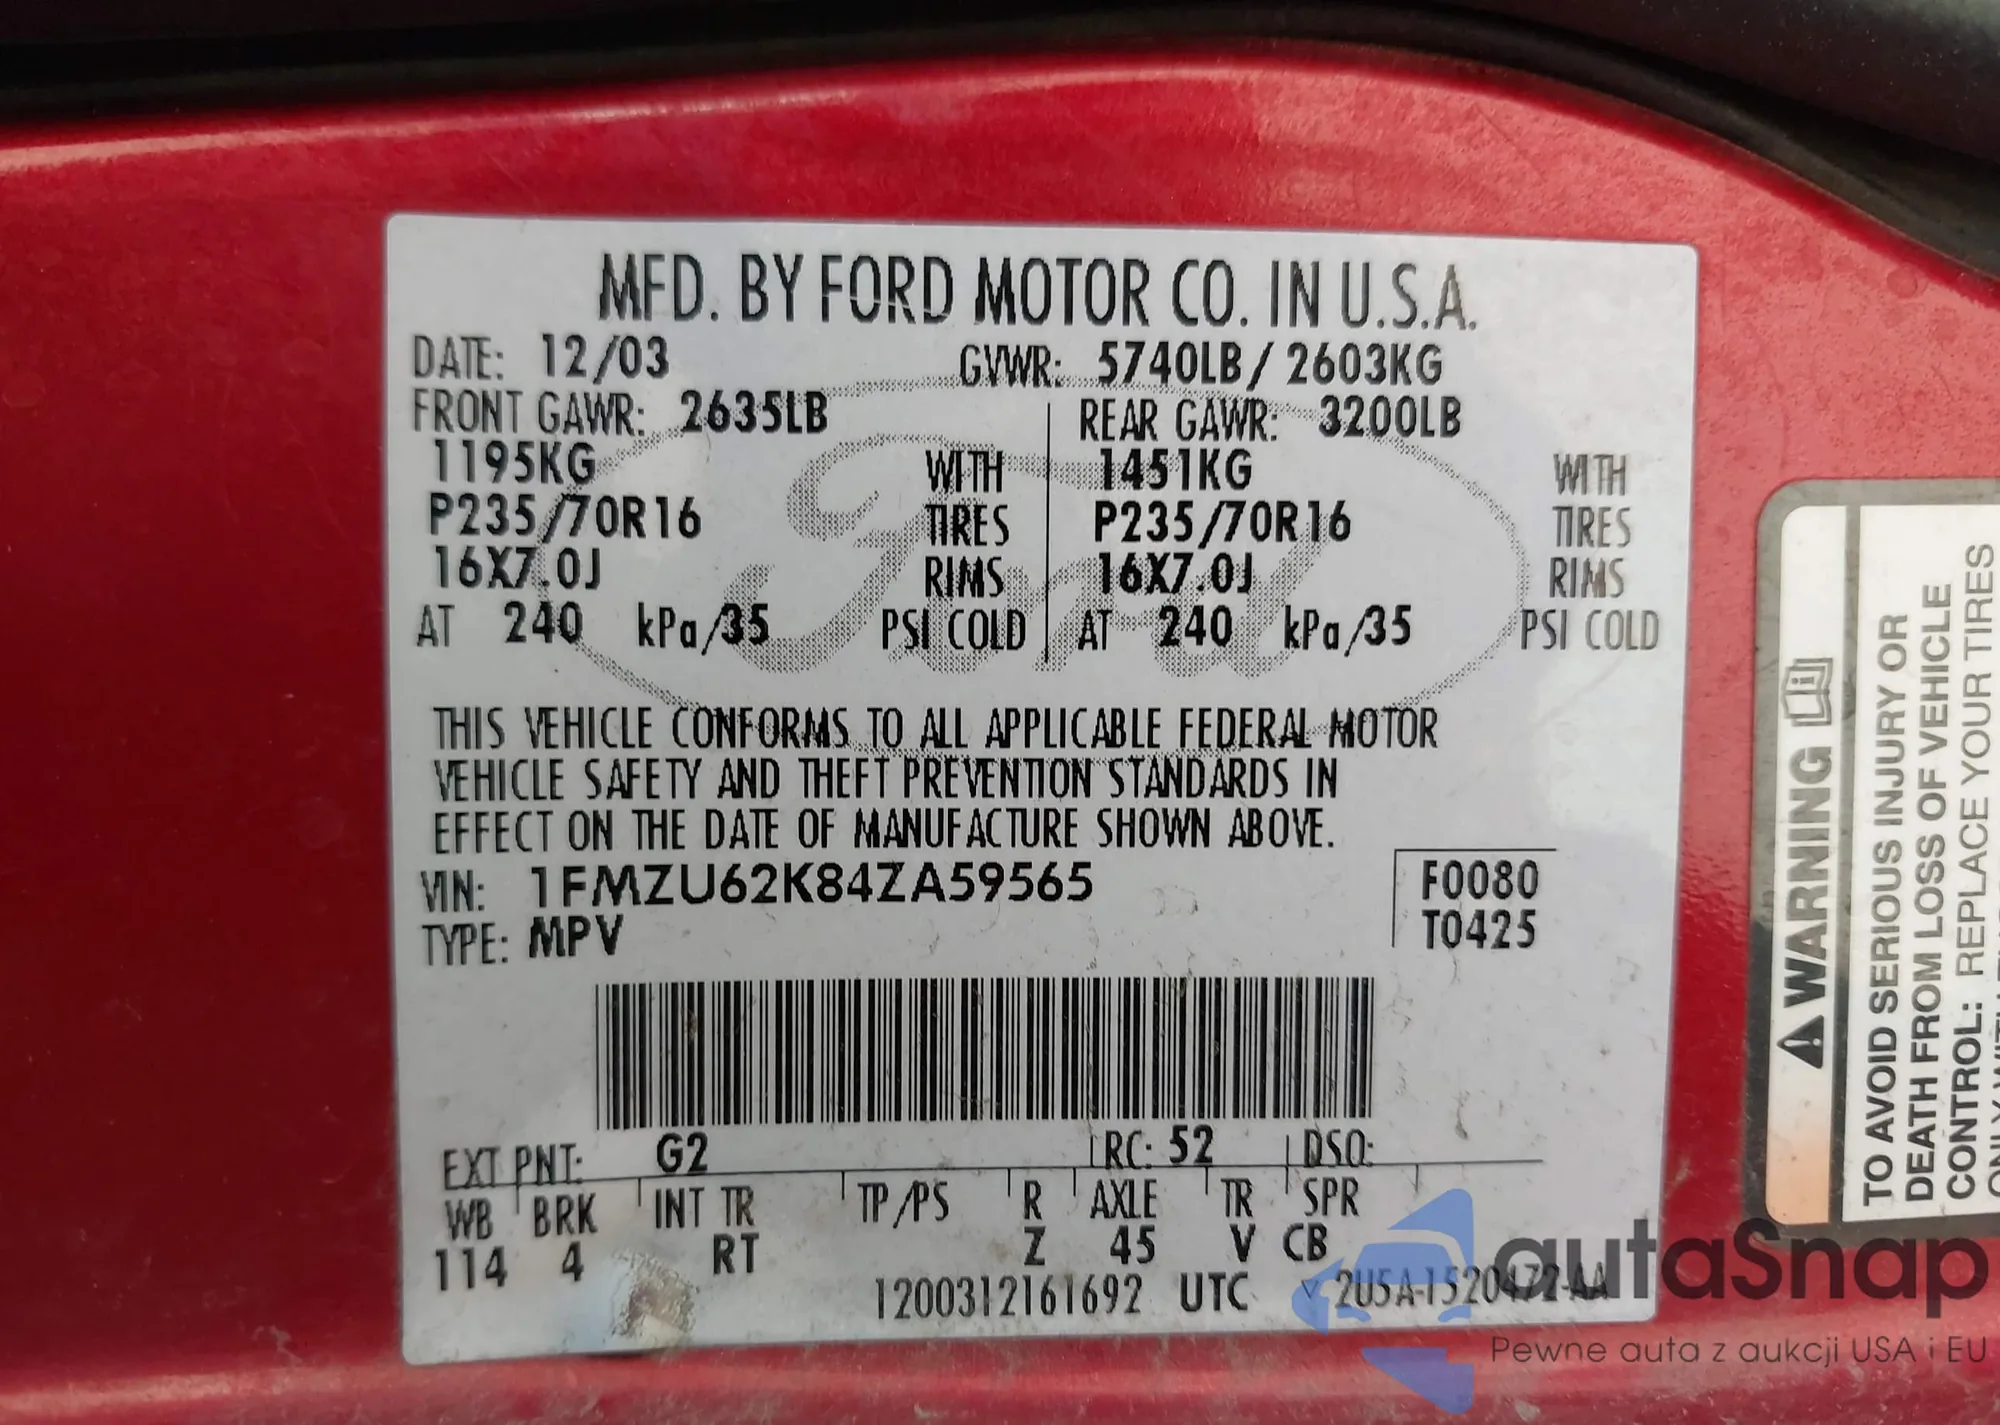 MFD. BY FORD MOTOR CO. IN U.S.A.
DATE: 12/03 GVWR: 5740LB / 2603KG
FRONT GAWR: 2635LB REAR GAWR: 3200LB
1195KG WITH 1451KG WITH
P235/70R16 TIRES P235/70R16 TIRES
16X7.0J RIMS 16X7.0J RIMS
AT 240 kPa/35 PSI COLD AT 240 kPa/35 PSI COLD
Ford
THIS VEHICLE CONFORMS TO ALL APPLICABLE FEDERAL MOTOR
VEHICLE SAFETY AND THEFT PREVENTION STANDARDS IN
EFFECT ON THE DATE OF MANUFACTURE SHOWN ABOVE.
VIN: 1FMZU62K84ZA59565 F0080
TYPE: MPV T0425
EXT PNT: G2 RC: 52 DSO:
WB BRK INT TR TP/PS R AXLE TR SPR
114 4 RT Z 45 V CB
1200312161692 UTC 2U5A-1520472-AA
WARNING
TO AVOID SERIOUS INJURY OR
DEATH FROM LOSS OF VEHICLE
CONTROL: REPLACE YOUR TIRES
autaSnap
Pewne auta z aukcji USA i EU